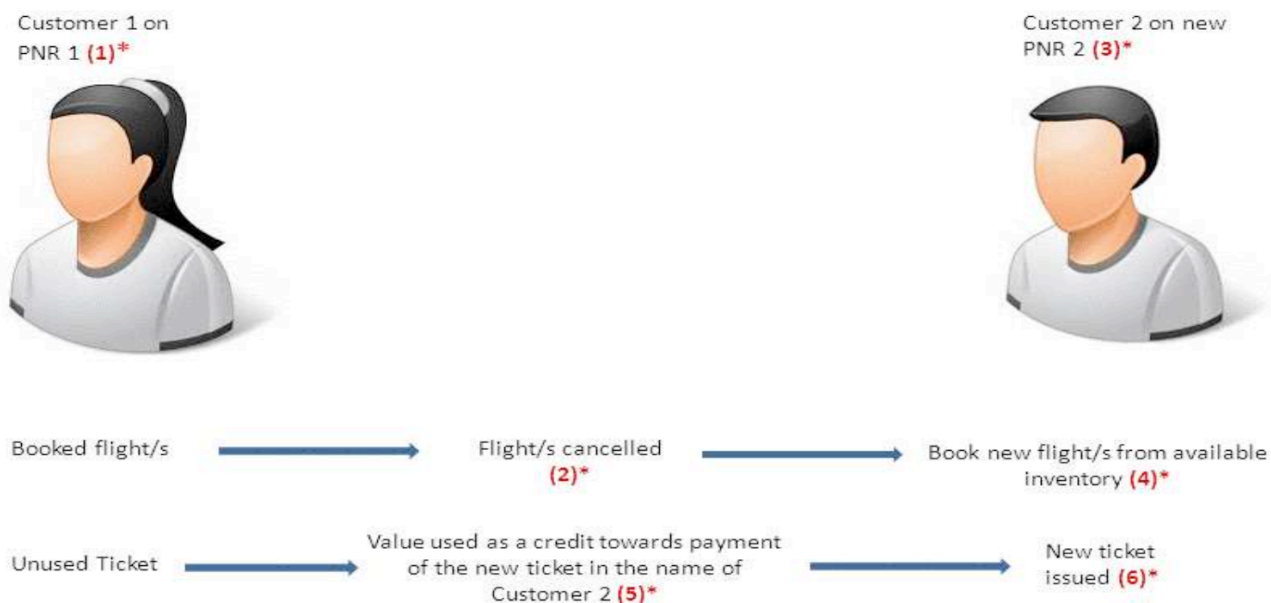 Customer 1 on
PNR 1 (1)*
Customer 2 on new
PNR 2 (3)*
Booked flight/s
Flight/s cancelled
(2)*
Book new flight/s from available
inventory (4)*
Unused Ticket
Value used as a credit towards payment
of the new ticket in the name of
Customer 2 (5)*
New ticket
issued (6)*